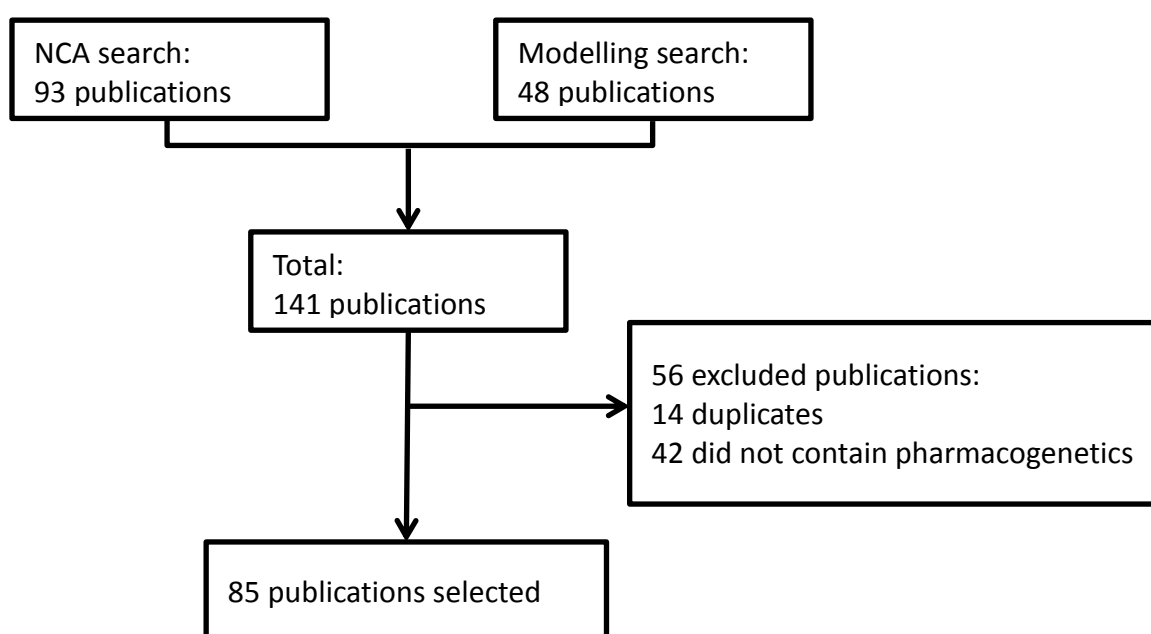 NCA search:
93 publications
Modelling search:
48 publications
Total:
141 publications
56 excluded publications:
14 duplicates
42 did not contain pharmacogenetics
85 publications selected